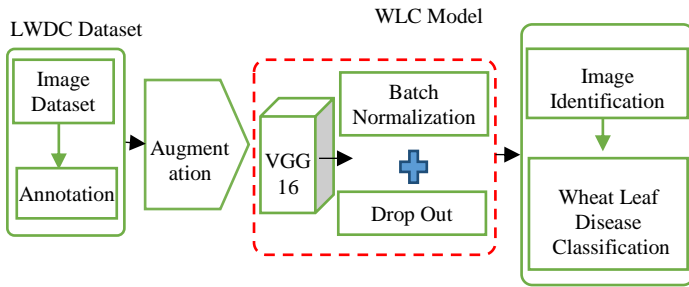 LWDC Dataset
Image
Dataset
Annotation
Augment
ation
WLC Model
VGG
16
Batch
Normalization
Drop Out
Image
Identification
Wheat Leaf
Disease
Classification